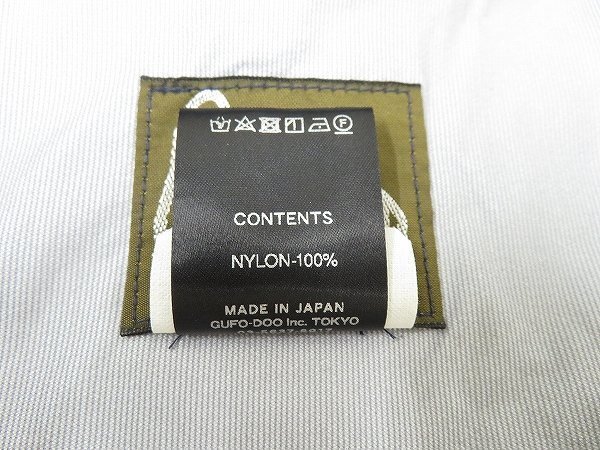 CONTENTS
NYLON-100%
MADE IN JAPAN
GUFO-DOO Inc. TOKYO